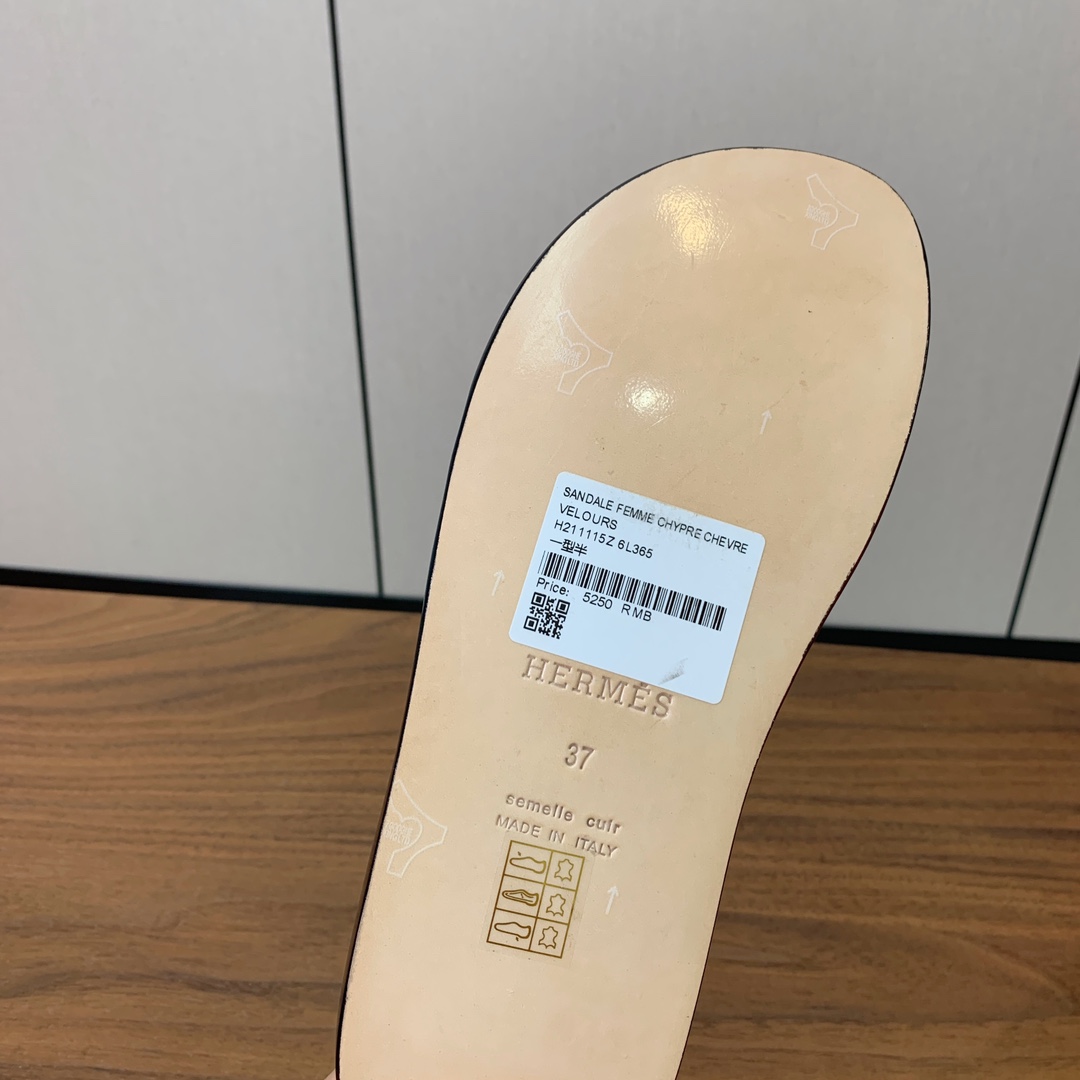 SANDALE FEMME CHYPRE CHEVRE
VELOURS
H211115Z 6L365
一型半
Price: 5250 RMB
HERMÈS
37
semelle cuir
MADE IN ITALY